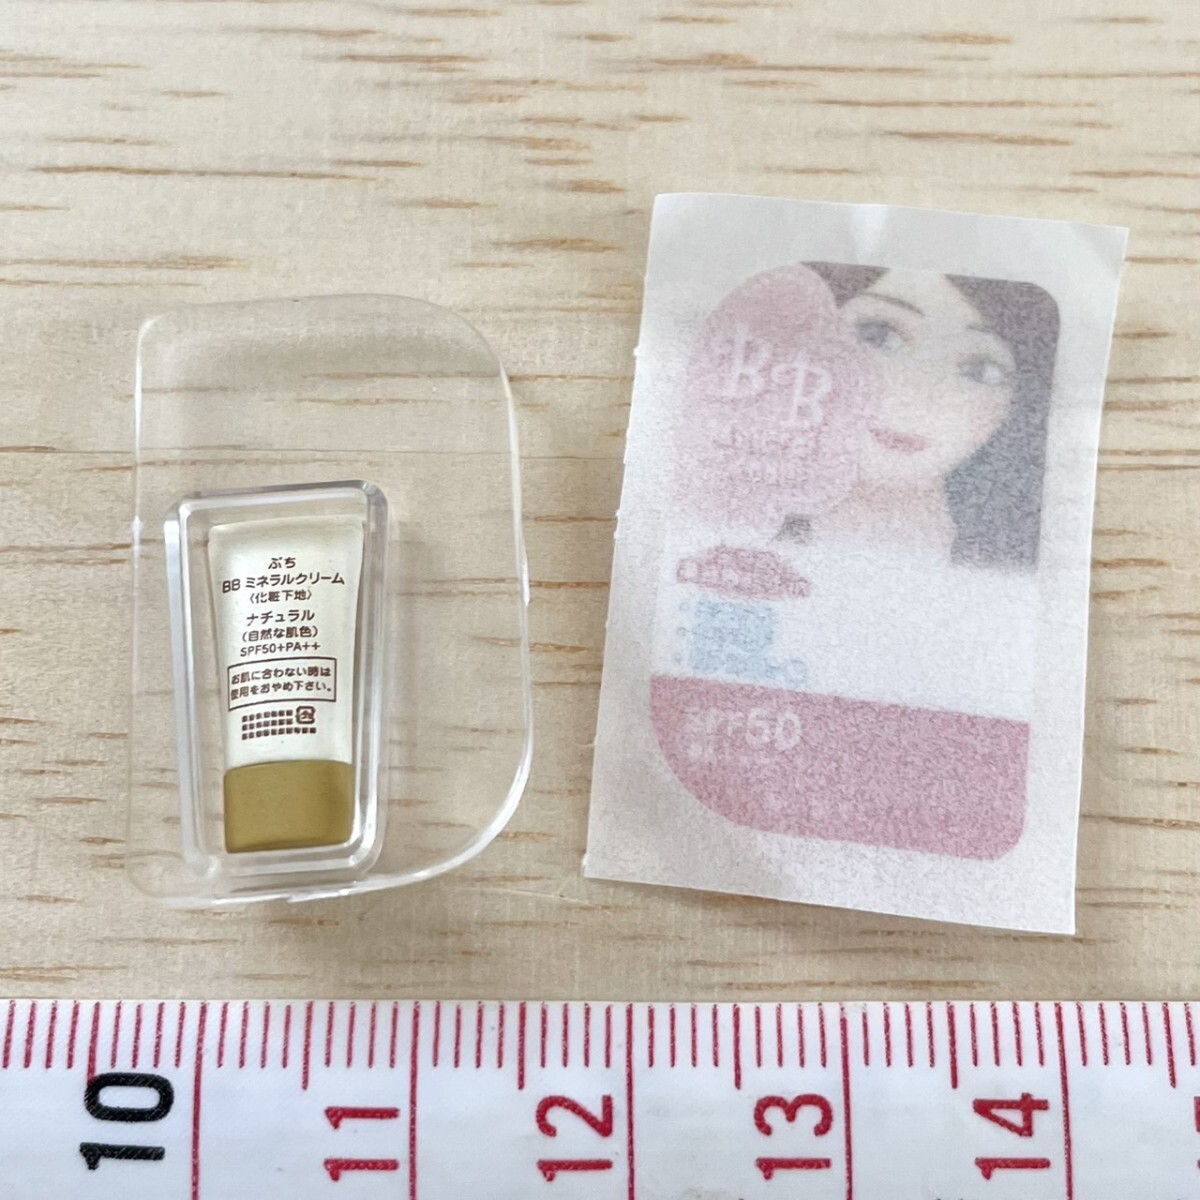 ぷち
BB ミネラルクリーム
(化粧下地)
ナチュラル
(自然な肌色)
SPF50+PA++
お肌に合わない時は
使用をおやめ下さい。
BB
50
10
11
12
13
14